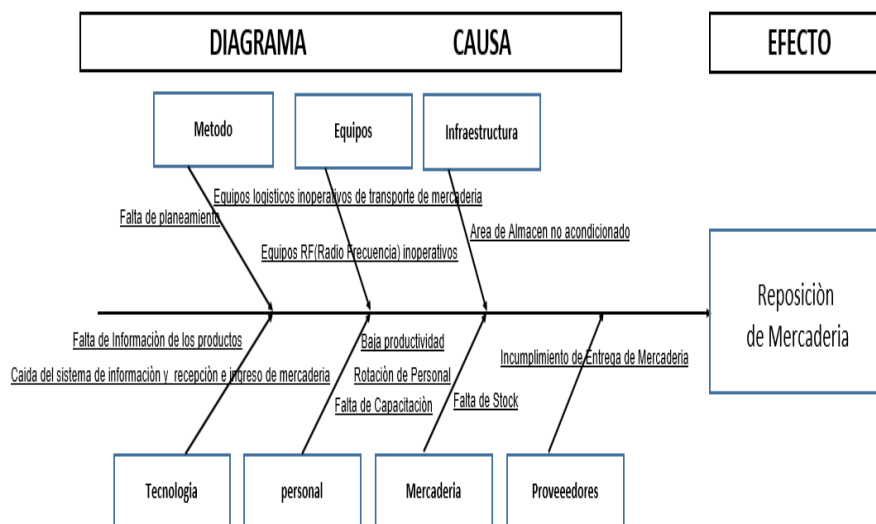 DIAGRAMA CAUSA EFECTO
Metodo
Equipos
Infraestructura
Equipos logisticos inoperativos de transporte de mercaderia
Falta de planeamiento
Area de Almacen no acondicionado
Equipos RF(Radio Frecuencia) inoperativos
Reposiciòn
de Mercaderia
Falta de Informaciòn de los productos
Baja productividad
Incumplimiento de Entrega de Mercaderia
Caida del sistema de informaciòn y recepciòn e ingreso de mercaderia
Rotaciòn de Personal
Falta de Capacitaciòn
Falta de Stock
Tecnologia
personal
Mercaderia
Proveeedores